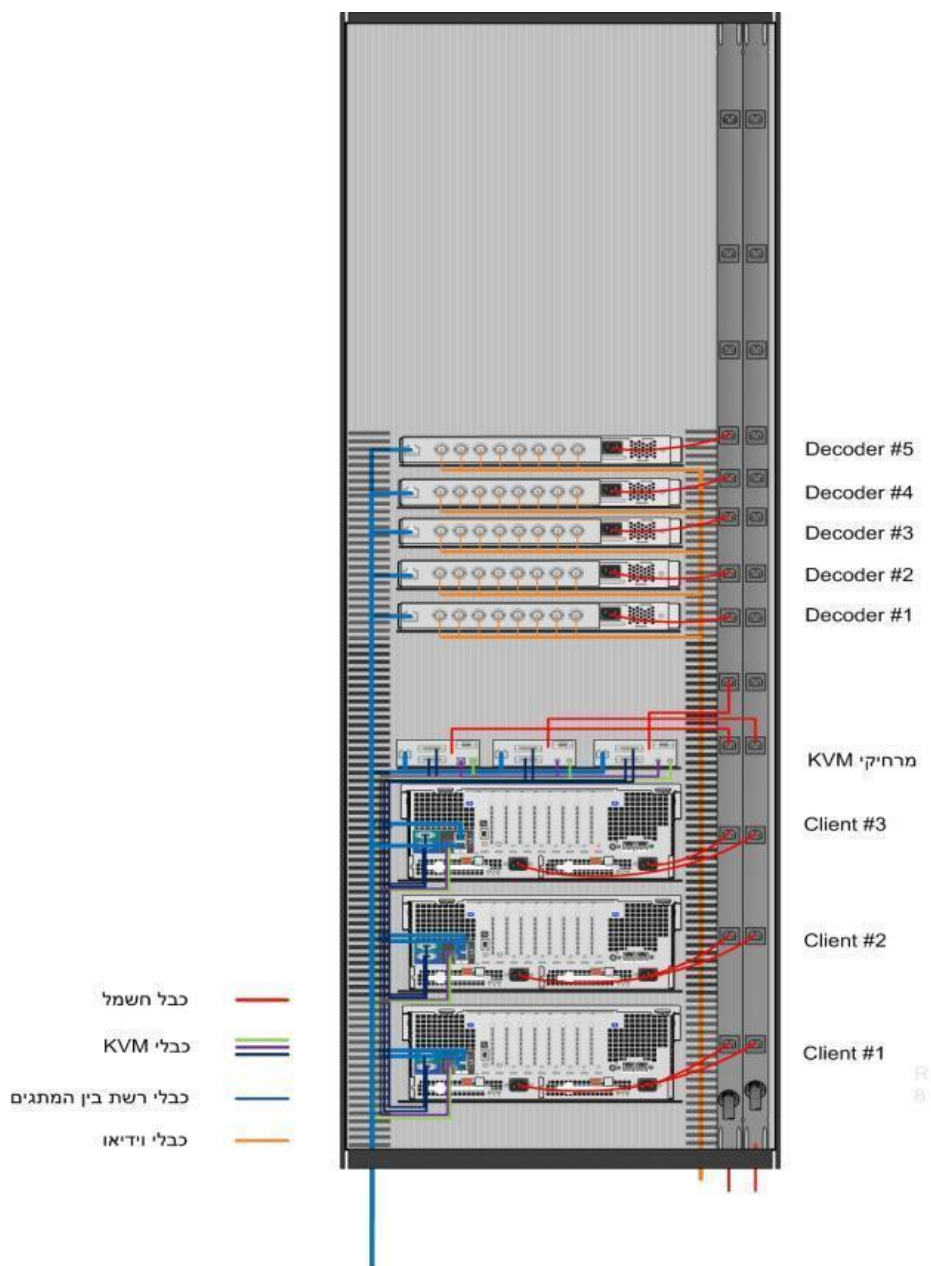 Decoder #5
Decoder #4
Decoder #3
Decoder #2
Decoder #1
מרחיקי KVM
Client #3
Client #2
Client #1
כבל חשמל
כבלי KVM
כבלי רשת בין המתגים
כבלי וידיאו
R
8